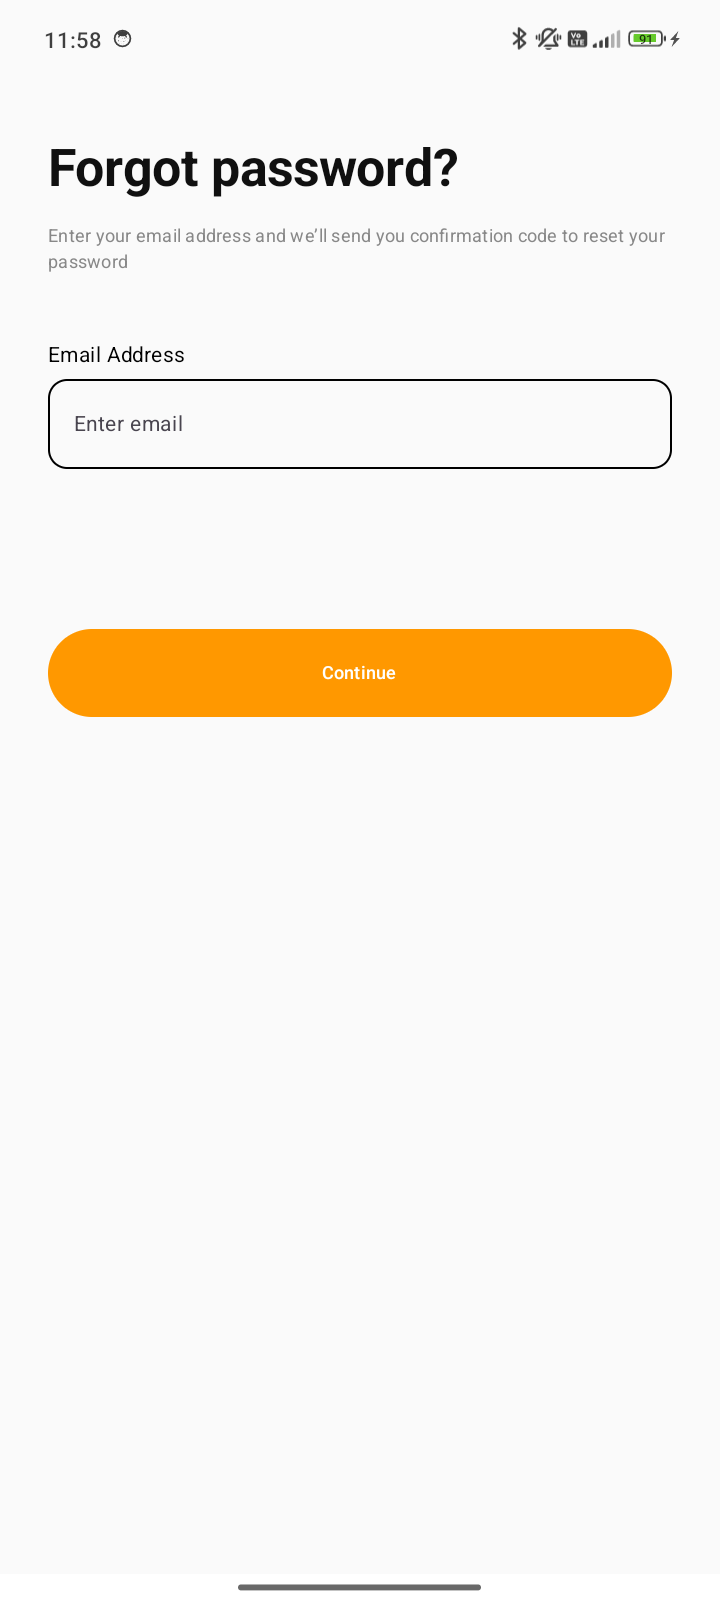 11:58
Vo
LTE
91
Forgot password?
Enter your email address and we’ll send you confirmation code to reset your
password
Email Address
Enter email
Continue